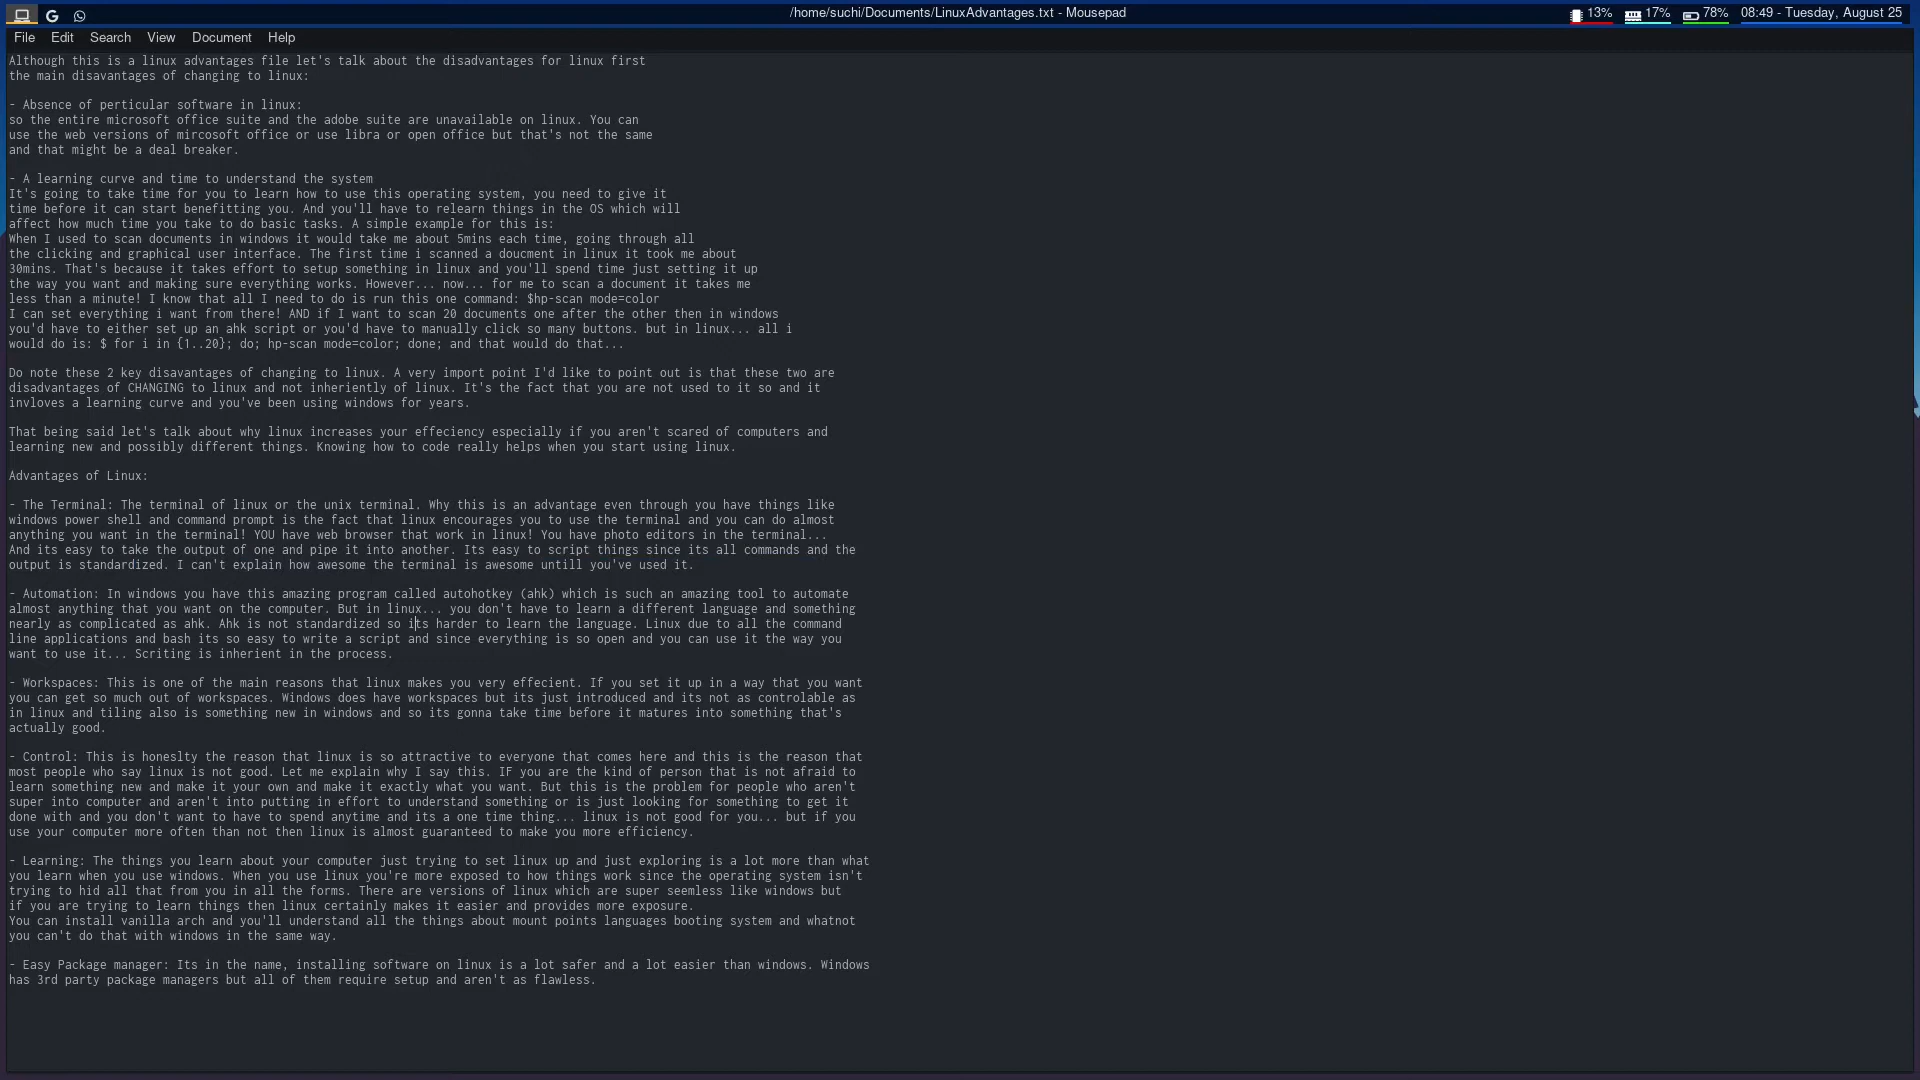 G
/home/suchi/Documents/LinuxAdvantages.txt - Mousepad
13%
17%
78%
08:49 - Tuesday, August 25
File Edit Search View Document Help
Although this is a linux advantages file let's talk about the disadvantages for linux first
the main disavantages of changing to linux:
- Absence of perticular software in linux:
so the entire microsoft office suite and the adobe suite are unavailable on linux. You can
use the web versions of mircosoft office or use libra or open office but that's not the same
and that might be a deal breaker.
- A learning curve and time to understand the system
It's going to take time for you to learn how to use this operating system, you need to give it
time before it can start benefitting you. And you'll have to relearn things in the OS which will
affect how much time you take to do basic tasks. A simple example for this is:
When I used to scan documents in windows it would take me about 5mins each time, going through all
the clicking and graphical user interface. The first time i scanned a doucment in linux it took me about
30mins. That's because it takes effort to setup something in linux and you'll spend time just setting it up
the way you want and making sure everything works. However... now... for me to scan a document it takes me
less than a minute! I know that all I need to do is run this one command: $hp-scan mode=color
I can set everything i want from there! AND if I want to scan 20 documents one after the other then in windows
you'd have to either set up an ahk script or you'd have to manually click so many buttons. but in linux... all i
would do is: $ for i in {1..20}; do; hp-scan mode=color; done; and that would do that...
Do note these 2 key disavantages of changing to linux. A very import point I'd like to point out is that these two are
disadvantages of CHANGING to linux and not inheriently of linux. It's the fact that you are not used to it so and it
invloves a learning curve and you've been using windows for years.
That being said let's talk about why linux increases your effeciency especially if you aren't scared of computers and
learning new and possibly different things. Knowing how to code really helps when you start using linux.
Advantages of Linux:
- The Terminal: The terminal of linux or the unix terminal. Why this is an advantage even through you have things like
windows power shell and command prompt is the fact that linux encourages you to use the terminal and you can do almost
anything you want in the terminal! YOU have web browser that work in linux! You have photo editors in the terminal...
And its easy to take the output of one and pipe it into another. Its easy to script things since its all commands and the
output is standardized. I can't explain how awesome the terminal is awesome untill you've used it.
- Automation: In windows you have this amazing program called autohotkey (ahk) which is such an amazing tool to automate
almost anything that you want on the computer. But in linux... you don't have to learn a different language and something
nearly as complicated as ahk. Ahk is not standardized so its harder to learn the language. Linux due to all the command
line applications and bash its so easy to write a script and since everything is so open and you can use it the way you
want to use it... Scriting is inherient in the process.
- Workspaces: This is one of the main reasons that linux makes you very effecient. If you set it up in a way that you want
you can get so much out of workspaces. Windows does have workspaces but its just introduced and its not as controlable as
in linux and tiling also is something new in windows and so its gonna take time before it matures into something that's
actually good.
- Control: This is honeslty the reason that linux is so attractive to everyone that comes here and this is the reason that
most people who say linux is not good. Let me explain why I say this. IF you are the kind of person that is not afraid to
learn something new and make it your own and make it exactly what you want. But this is the problem for people who aren't
super into computer and aren't into putting in effort to understand something or is just looking for something to get it
done with and you don't want to have to spend anytime and its a one time thing... linux is not good for you... but if you
use your computer more often than not then linux is almost guaranteed to make you more efficiency.
- Learning: The things you learn about your computer just trying to set linux up and just exploring is a lot more than what
you learn when you use windows. When you use linux you're more exposed to how things work since the operating system isn't
trying to hid all that from you in all the forms. There are versions of linux which are super seemless like windows but
if you are trying to learn things then linux certainly makes it easier and provides more exposure.
You can install vanilla arch and you'll understand all the things about mount points languages booting system and whatnot
you can't do that with windows in the same way.
- Easy Package manager: Its in the name, installing software on linux is a lot safer and a lot easier than windows. Windows
has 3rd party package managers but all of them require setup and aren't as flawless.